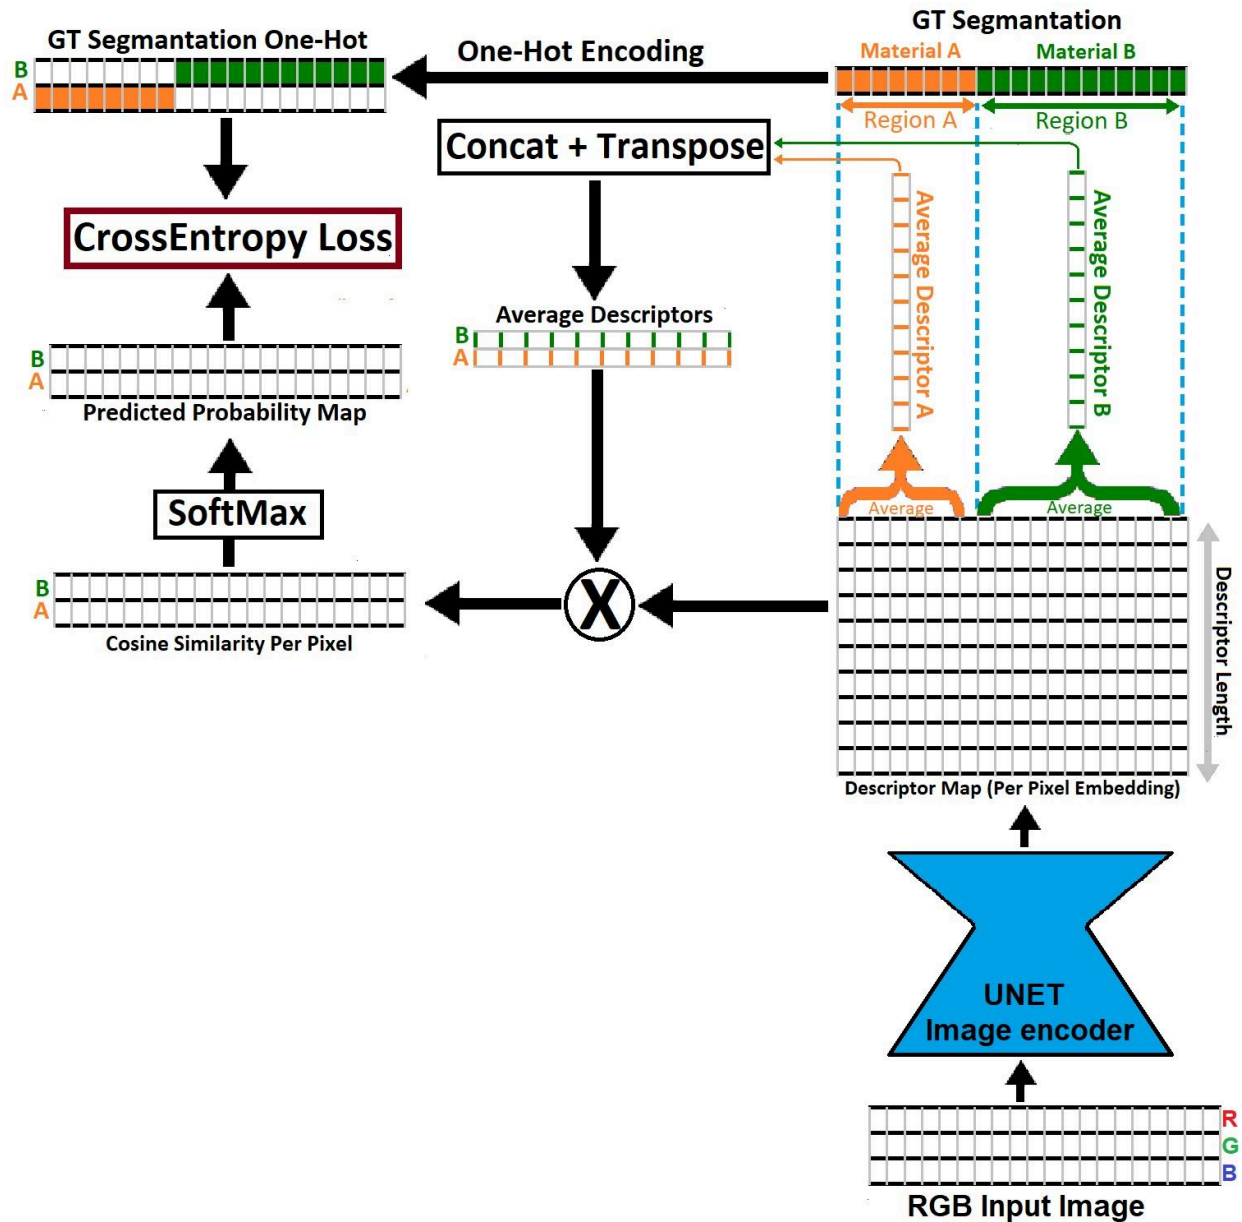 GT Segmantation
GT Segmantation One-Hot
One-Hot Encoding
Material A
Material B
B
A
Region A
Region B
Concat + Transpose
CrossEntropy Loss
Average Descriptor A
Average Descriptor B
Average Descriptors
B
A
B
A
Predicted Probability Map
SoftMax
Average
Average
B
A
Cosine Similarity Per Pixel
X
Descriptor Length
Descriptor Map (Per Pixel Embedding)
UNET
Image encoder
R
G
B
RGB Input Image